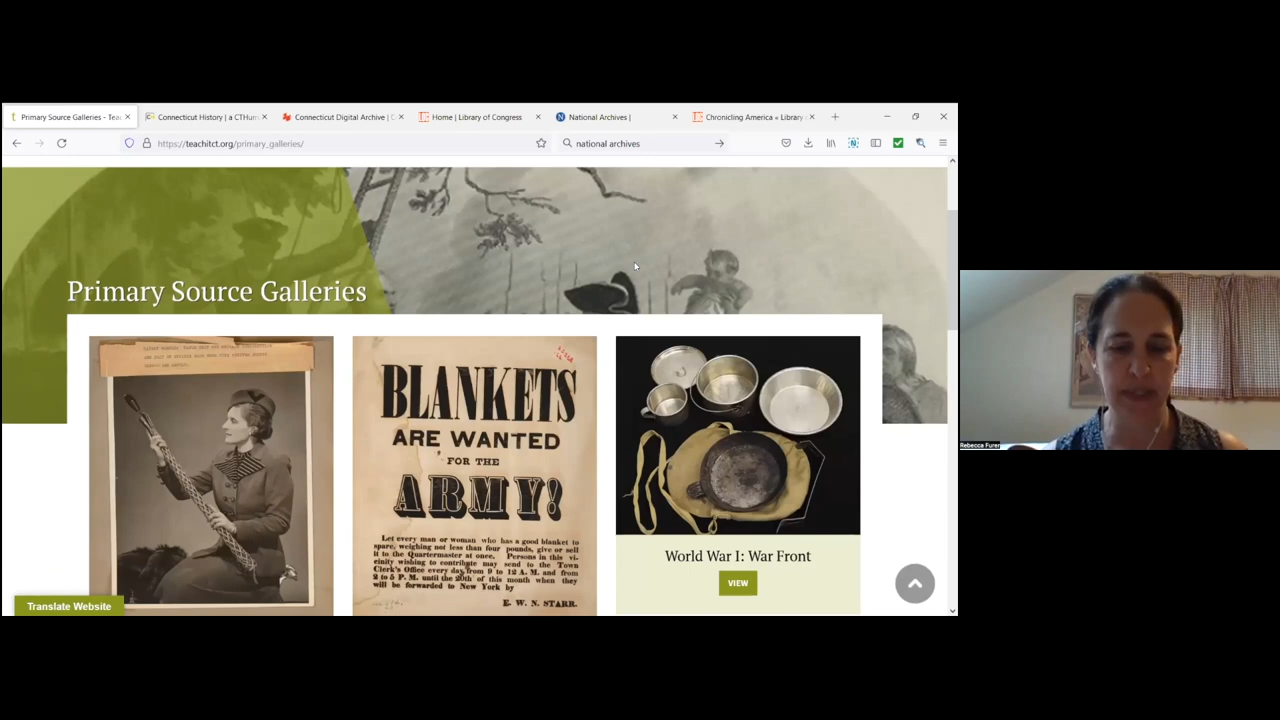 Primary Source Galleries - Teac
Connecticut History | a CTHum
Connecticut Digital Archive | C
Home | Library of Congress
National Archives |
Chronicling America « Library o
https://teachitct.org/primary_galleries/
national archives
Primary Source Galleries
BLANKETS
ARE WANTED
FOR THE
ARMY!
Let every man or woman who has a good blanket to
spare, weighing not less than four pounds, give or sell
it to the Quartermaster at once. Persons in this vi-
cinity wishing to contribute may send to the Town
Clerk's Office every day from 9 to 12 A. M. and from
2 to 5 P. M. until the 20th of this month when they
will be forwarded to New York by
E. W. N. STARR.
World War I: War Front
VIEW
Translate Website
Rebecca Furer